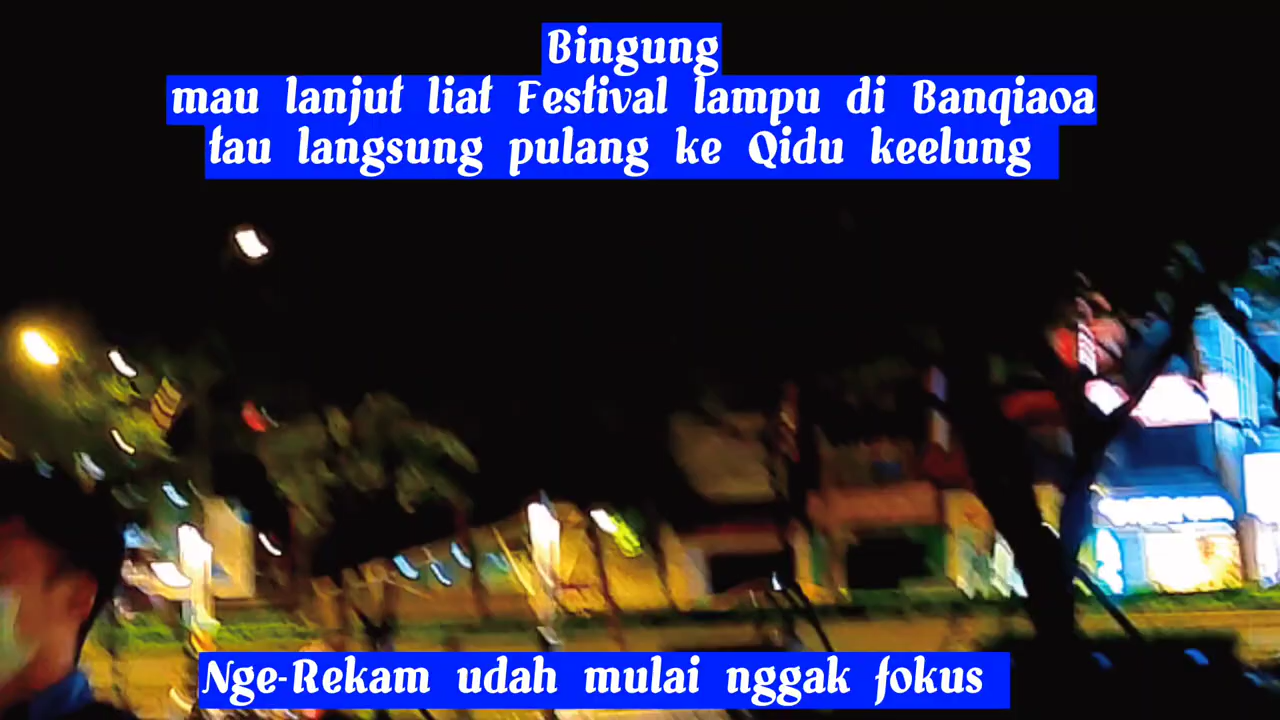 Bingung
mau lanjut liat Festival lampu di Banqiaoa
tau langsung pulang ke Qidu keelung
Nge-Rekam udah mulai nggak fokus